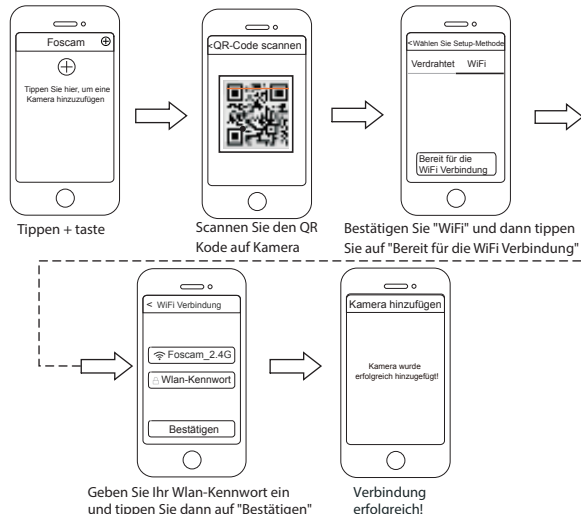 Foscam ⊕
Tippen Sie hier, um eine
Kamera hinzuzufügen
Tippen + taste
<QR-Code scannen
Scannen Sie den QR
Kode auf Kamera
<Wählen Sie Setup-Methode
Verdrahtet WiFi
Bereit für die
WiFi Verbindung
Bestätigen Sie "WiFi" und dann tippen
Sie auf "Bereit für die WiFi Verbindung"
< WiFi Verbindung
Foscam_2.4G
Wlan-Kennwort
Bestätigen
Geben Sie Ihr Wlan-Kennwort ein
und tippen Sie dann auf "Bestätigen"
Kamera hinzufügen
Kamera wurde
erfolgreich hinzugefügt!
Verbindung
erfolgreich!